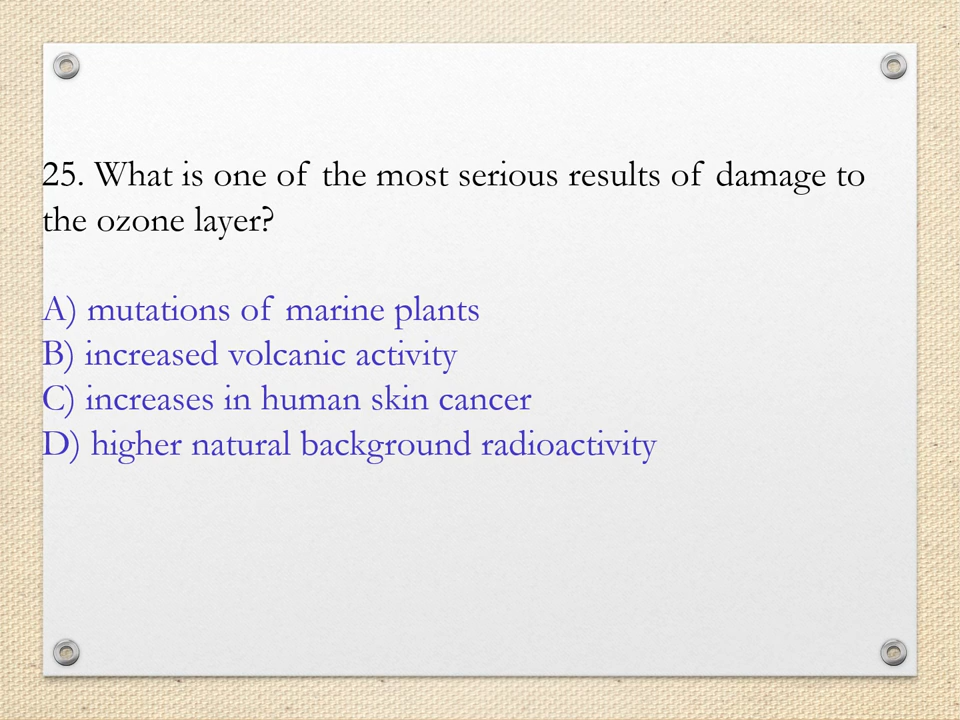 25. What is one of the most serious results of damage to
the ozone layer?
A) mutations of marine plants
B) increased volcanic activity
C) increases in human skin cancer
D) higher natural background radioactivity